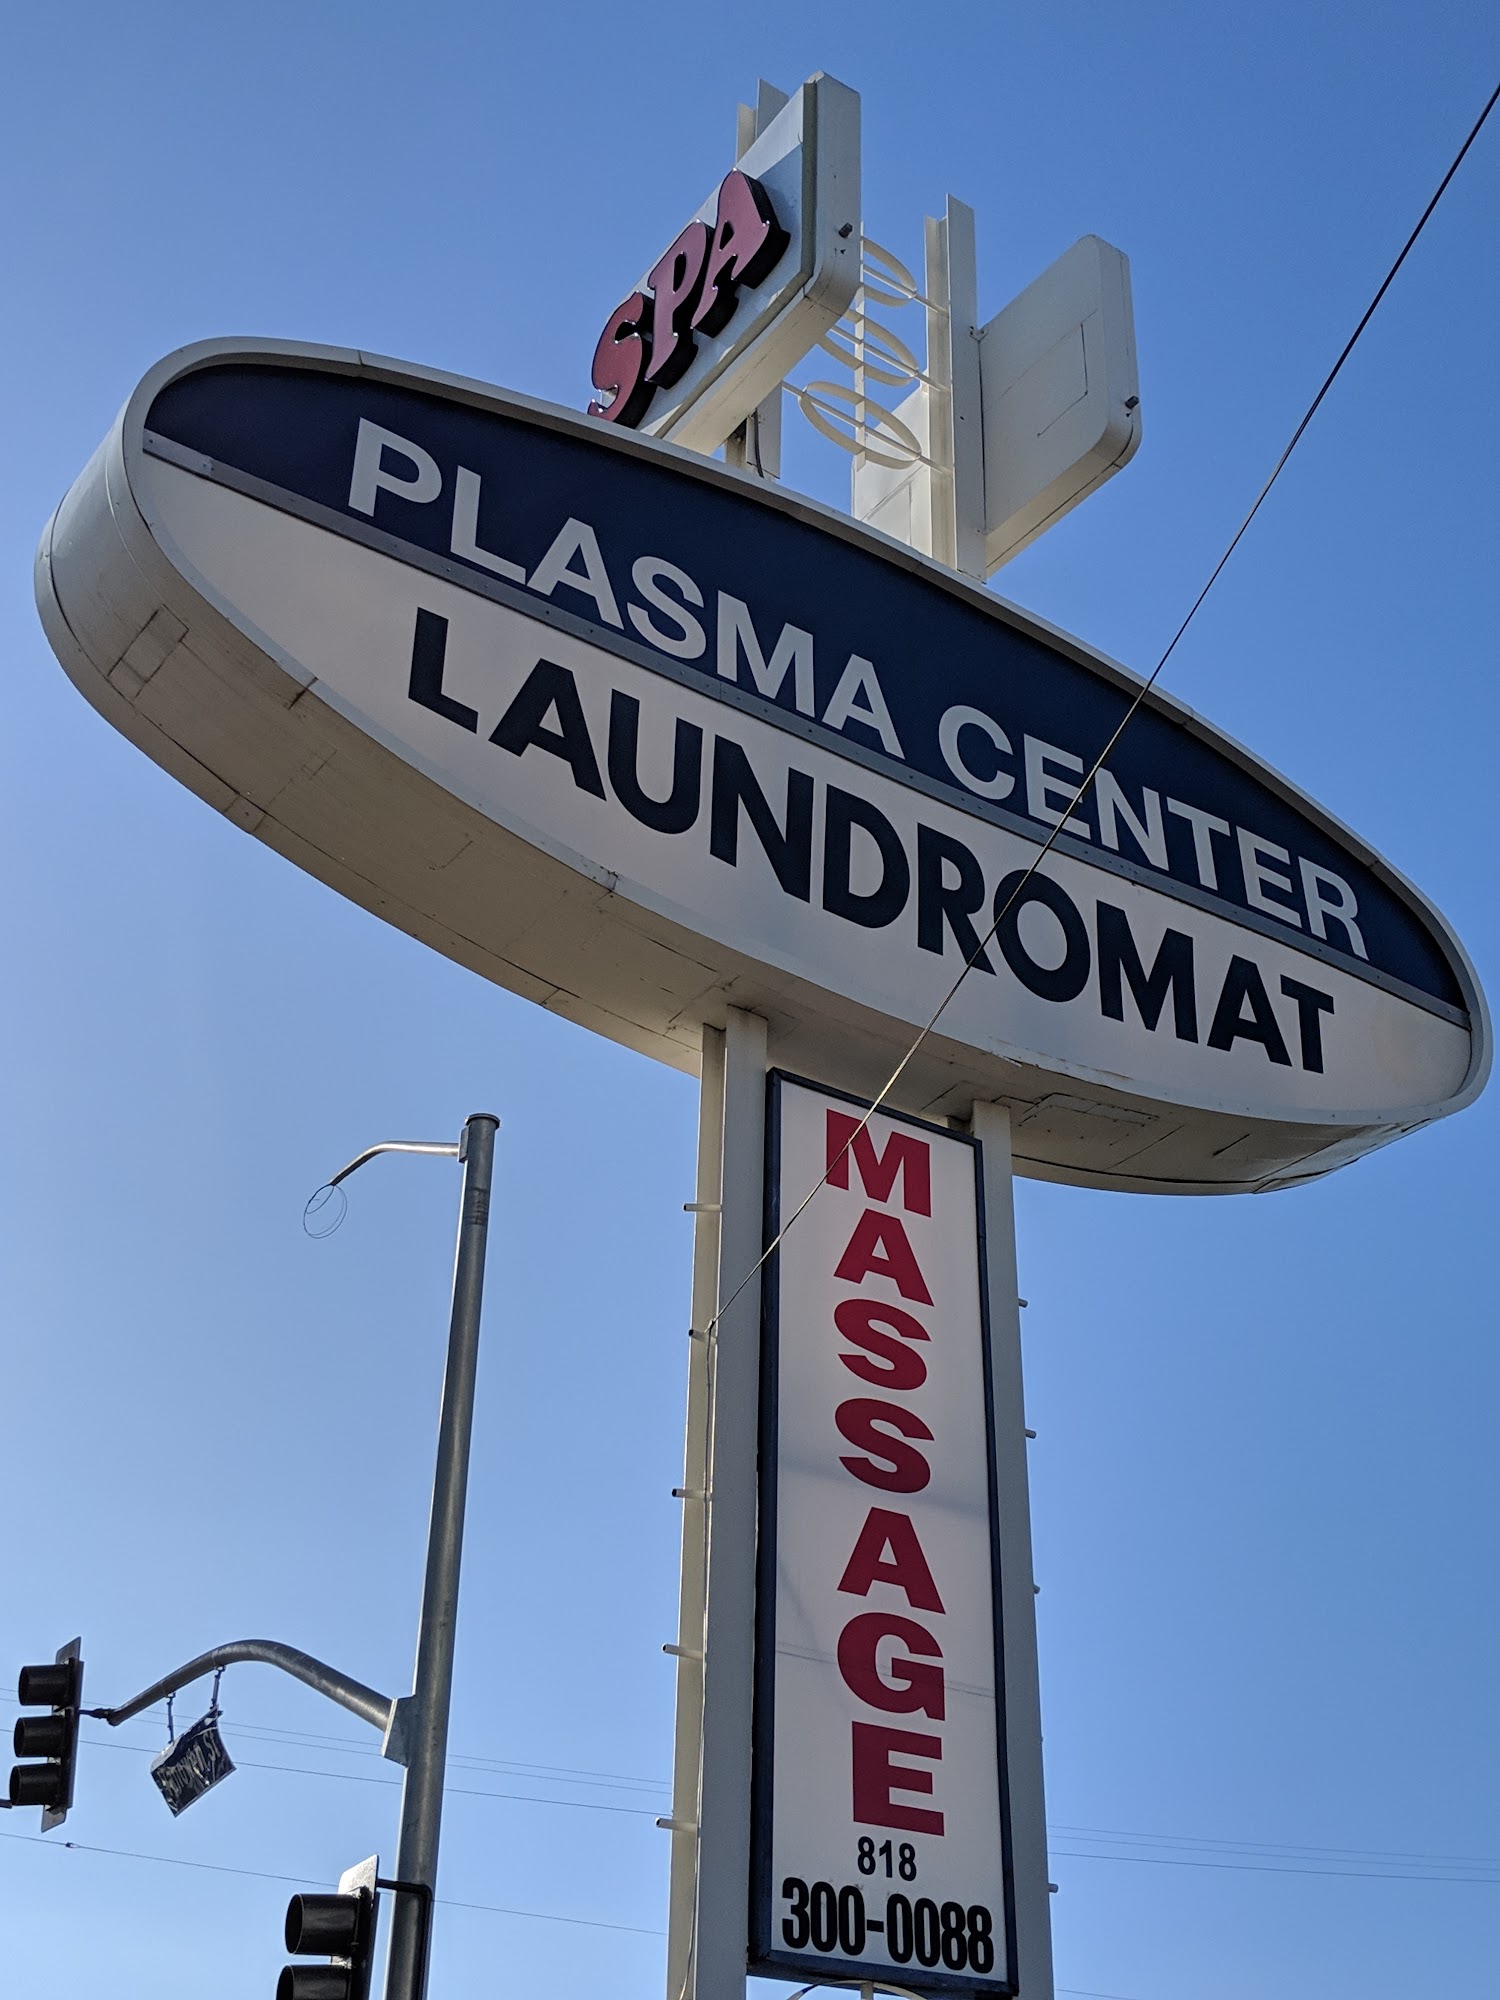 SPA
PLASMA CENTER
LAUNDROMAT
MASSAGE
818
300-0088